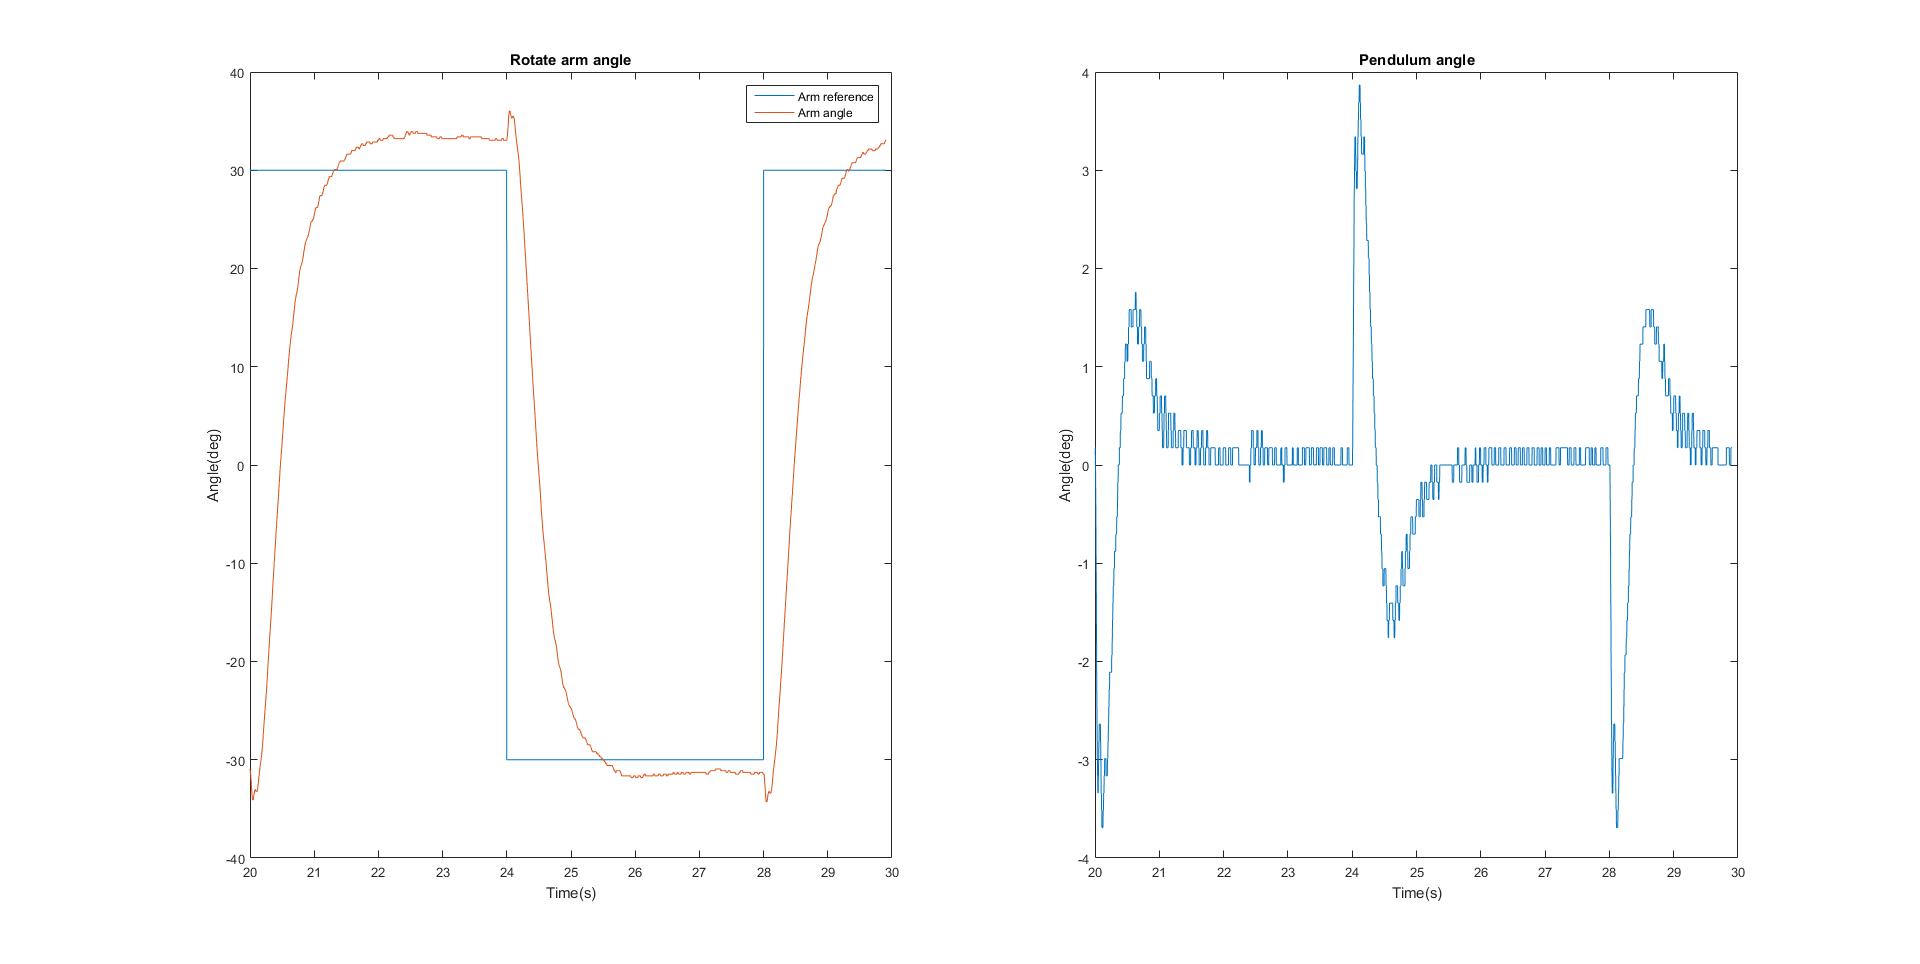 Rotate arm angle
40
30
20
10
0
-10
-20
-30
-40
Angle(deg)
Arm reference
Arm angle
20 21 22 23 24 25 26 27 28 29 30
Time(s)
Pendulum angle
4
3
2
1
0
-1
-2
-3
-4
Angle(deg)
20 21 22 23 24 25 26 27 28 29 30
Time(s)